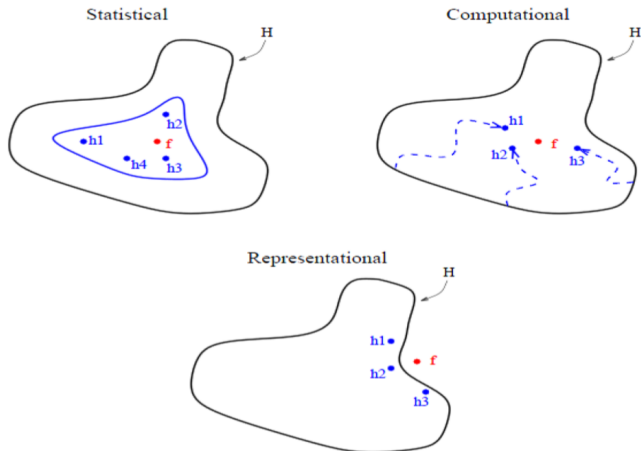 Statistical
H
h2
h1
f
h4
h3
Computational
H
h1
f
h2
h3
Representational
H
h1
f
h2
h3